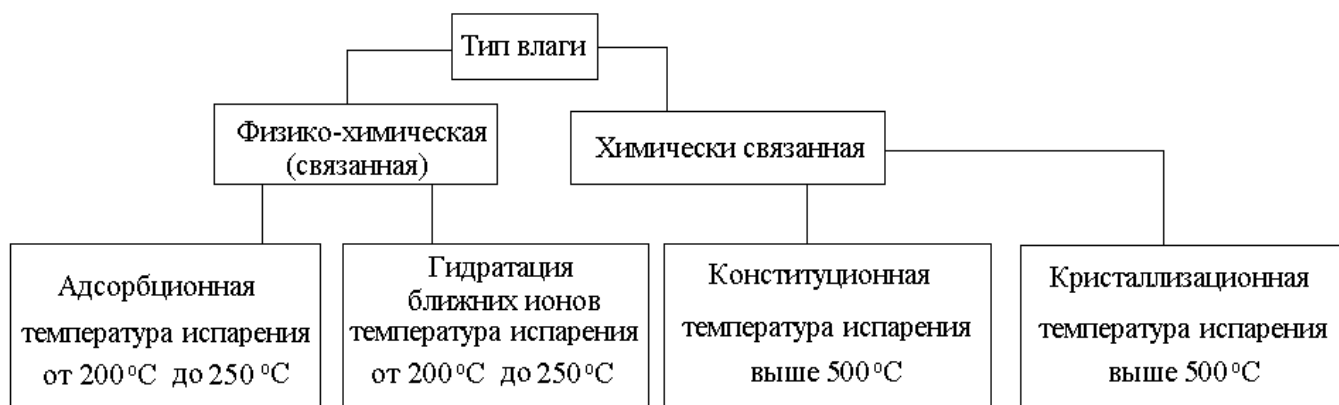 Тип влаги
Физико-химическая
(связанная)
Химически связанная
Адсорбционная
температура испарения
от 200 °С до 250 °С
Гидратация
ближних ионов
температура испарения
от 200 °С до 250 °С
Конституционная
температура испарения
выше 500 °С
Кристаллизационная
температура испарения
выше 500 °С